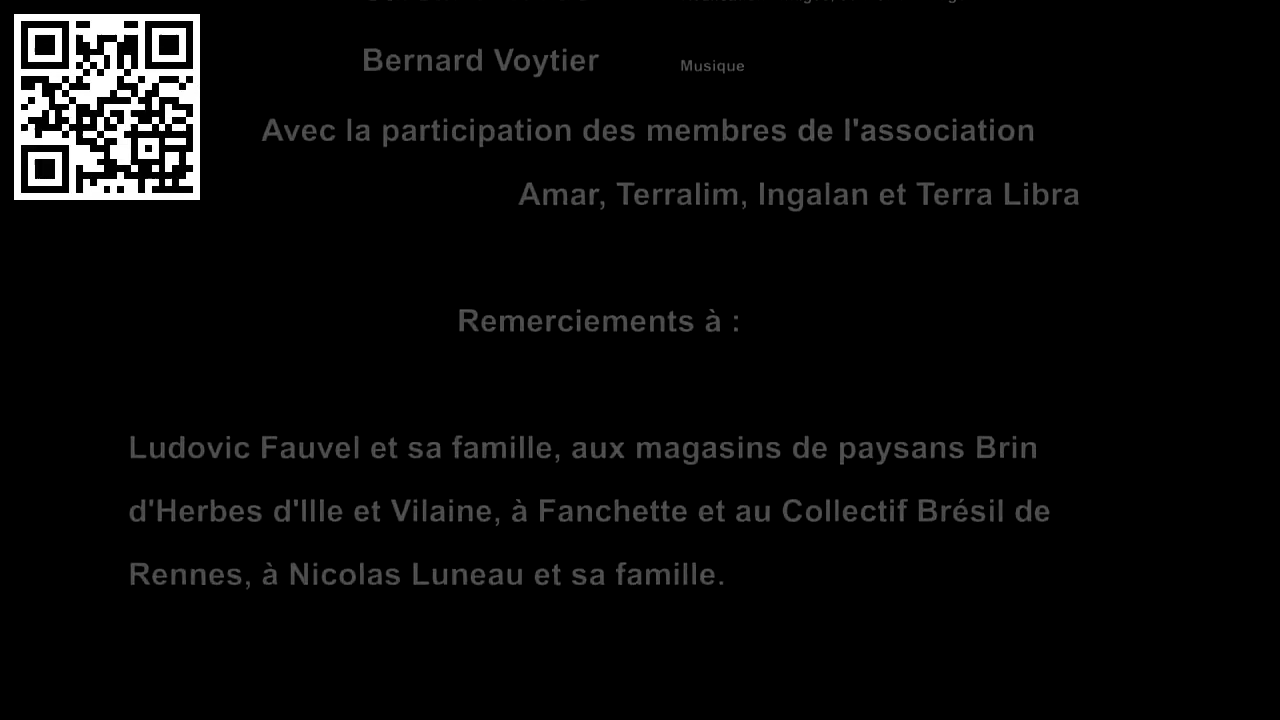 Bernard Voytier Musique
Avec la participation des membres de l'association
Amar, Terralim, Ingalan et Terra Libra
Remerciements à :
Ludovic Fauvel et sa famille, aux magasins de paysans Brin
d'Herbes d'Ille et Vilaine, à Fanchette et au Collectif Brésil de
Rennes, à Nicolas Luneau et sa famille.